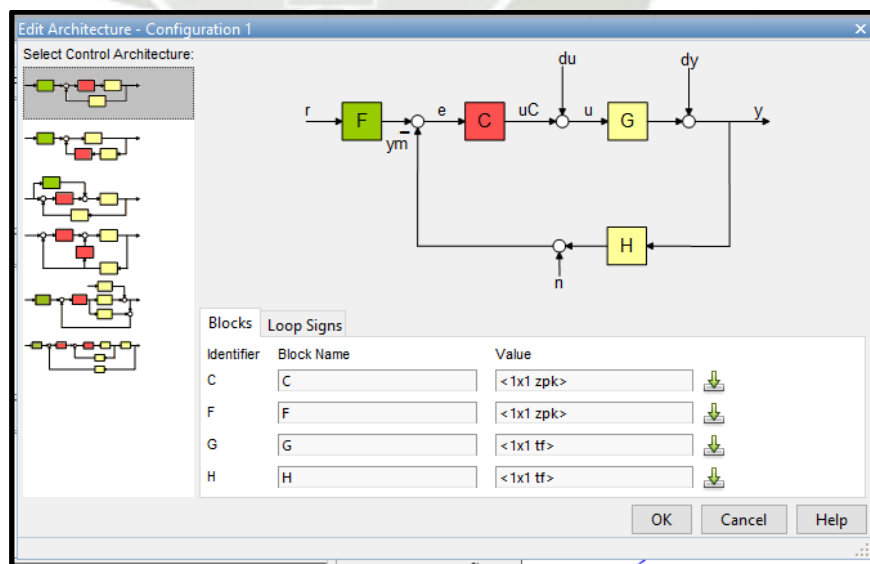 Edit Architecture - Configuration 1
Select Control Architecture:
du dy
r F e C uC u G y
ym
H
n
Blocks Loop Signs
Identifier Block Name Value
C C <1x1 zpk>
F F <1x1 zpk>
G G <1x1 tf>
H H <1x1 tf>
OK Cancel Help